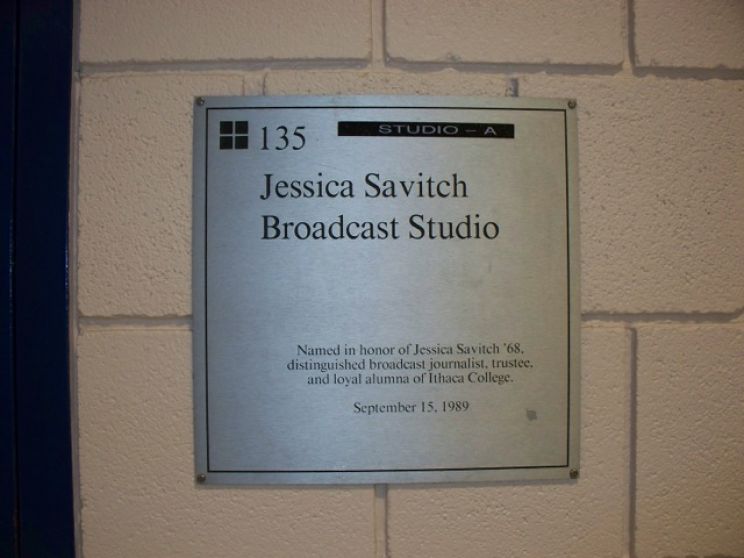 135 STUDIO – A
Jessica Savitch
Broadcast Studio
Named in honor of Jessica Savitch '68,
distinguished broadcast journalist, trustee,
and loyal alumna of Ithaca College.
September 15, 1989